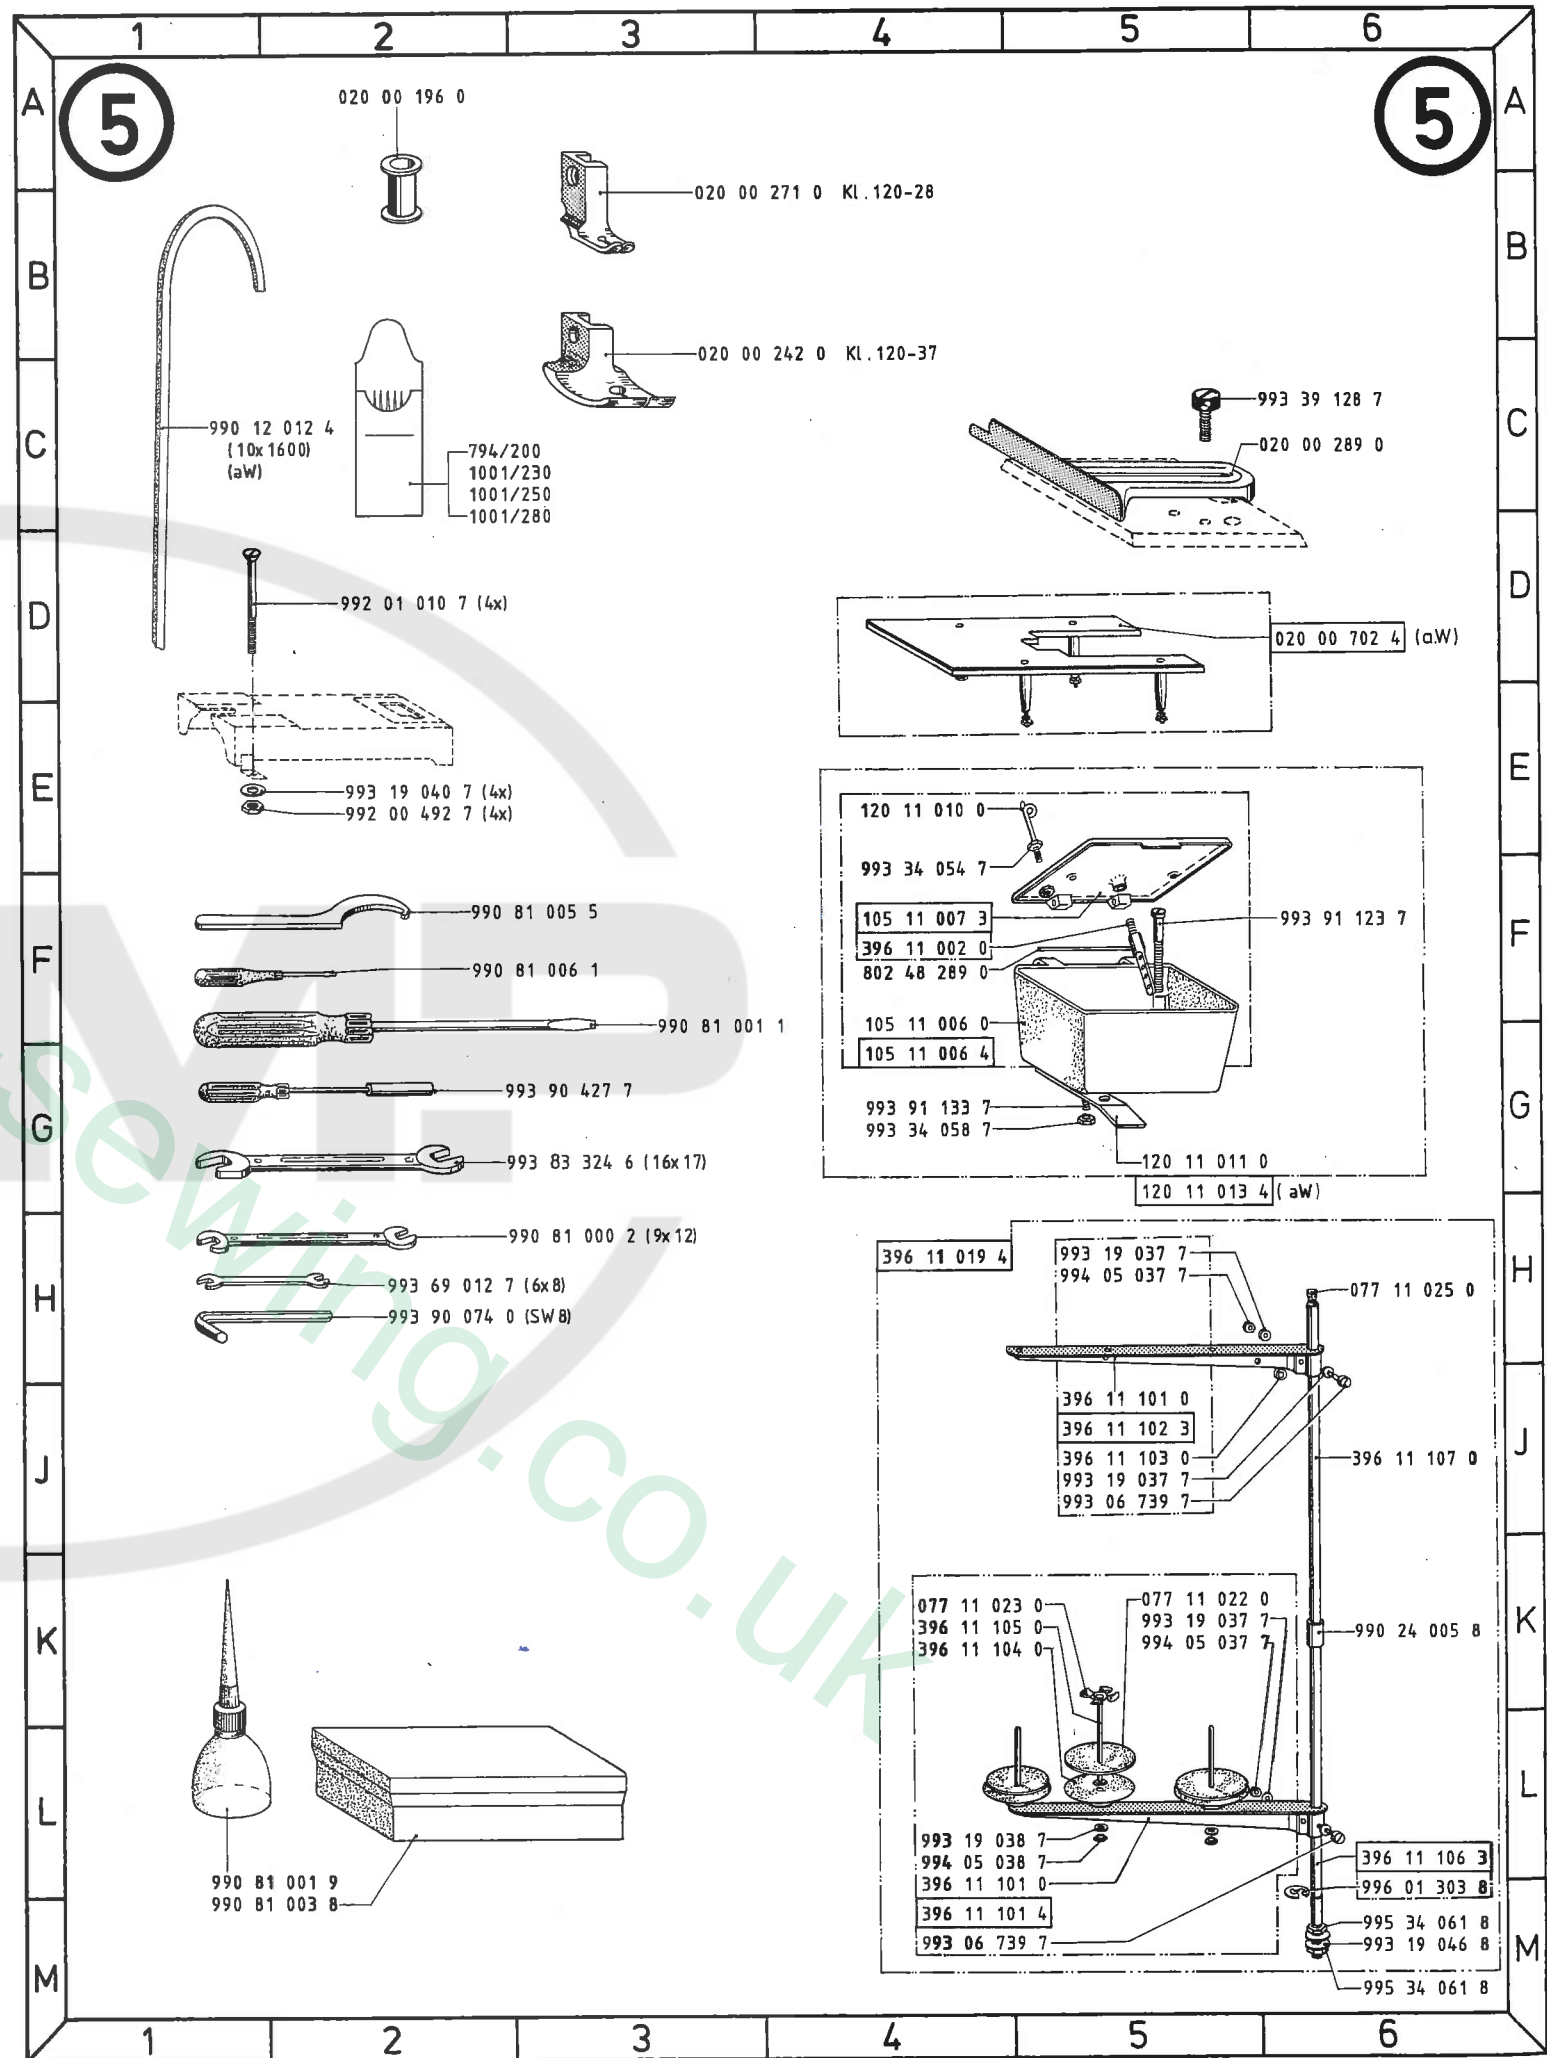 1 2 3 4 5 6
A A
5 5
020 00 196 0
020 00 271 0 Kl. 120-28
B B
020 00 242 0 Kl. 120-37
990 12 012 4
(10x1600)
(aW)
C C
794/200
1001/230
1001/250
1001/280
993 39 128 7
020 00 289 0
D D
992 01 010 7 (4x)
020 00 702 4 (a.W)
E E
993 19 040 7 (4x)
992 00 492 7 (4x)
120 11 010 0
993 34 054 7
105 11 007 3
396 11 002 0
802 48 289 0
993 91 123 7
105 11 006 0
105 11 006 4
993 91 133 7
993 34 058 7
120 11 011 0
120 11 013 4 (aW)
F F
990 81 005 5
990 81 006 1
990 81 001 1
G G
993 90 427 7
993 83 324 6 (16x17)
990 81 000 2 (9x12)
H H
993 69 012 7 (6x8)
993 90 074 0 (SW8)
396 11 019 4
993 19 037 7
994 05 037 7
077 11 025 0
396 11 101 0
396 11 102 3
396 11 103 0
993 19 037 7
993 06 739 7
J J
396 11 107 0
K K
077 11 023 0
396 11 105 0
396 11 104 0
077 11 022 0
993 19 037 7
994 05 037 7
990 24 005 8
L L
990 81 001 9
990 81 003 8
993 19 038 7
994 05 038 7
396 11 101 0
396 11 101 4
993 06 739 7
396 11 106 3
996 01 303 8
995 34 061 8
993 19 046 8
995 34 061 8
M M
1 2 3 4 5 6
MP
sewing.co.uk